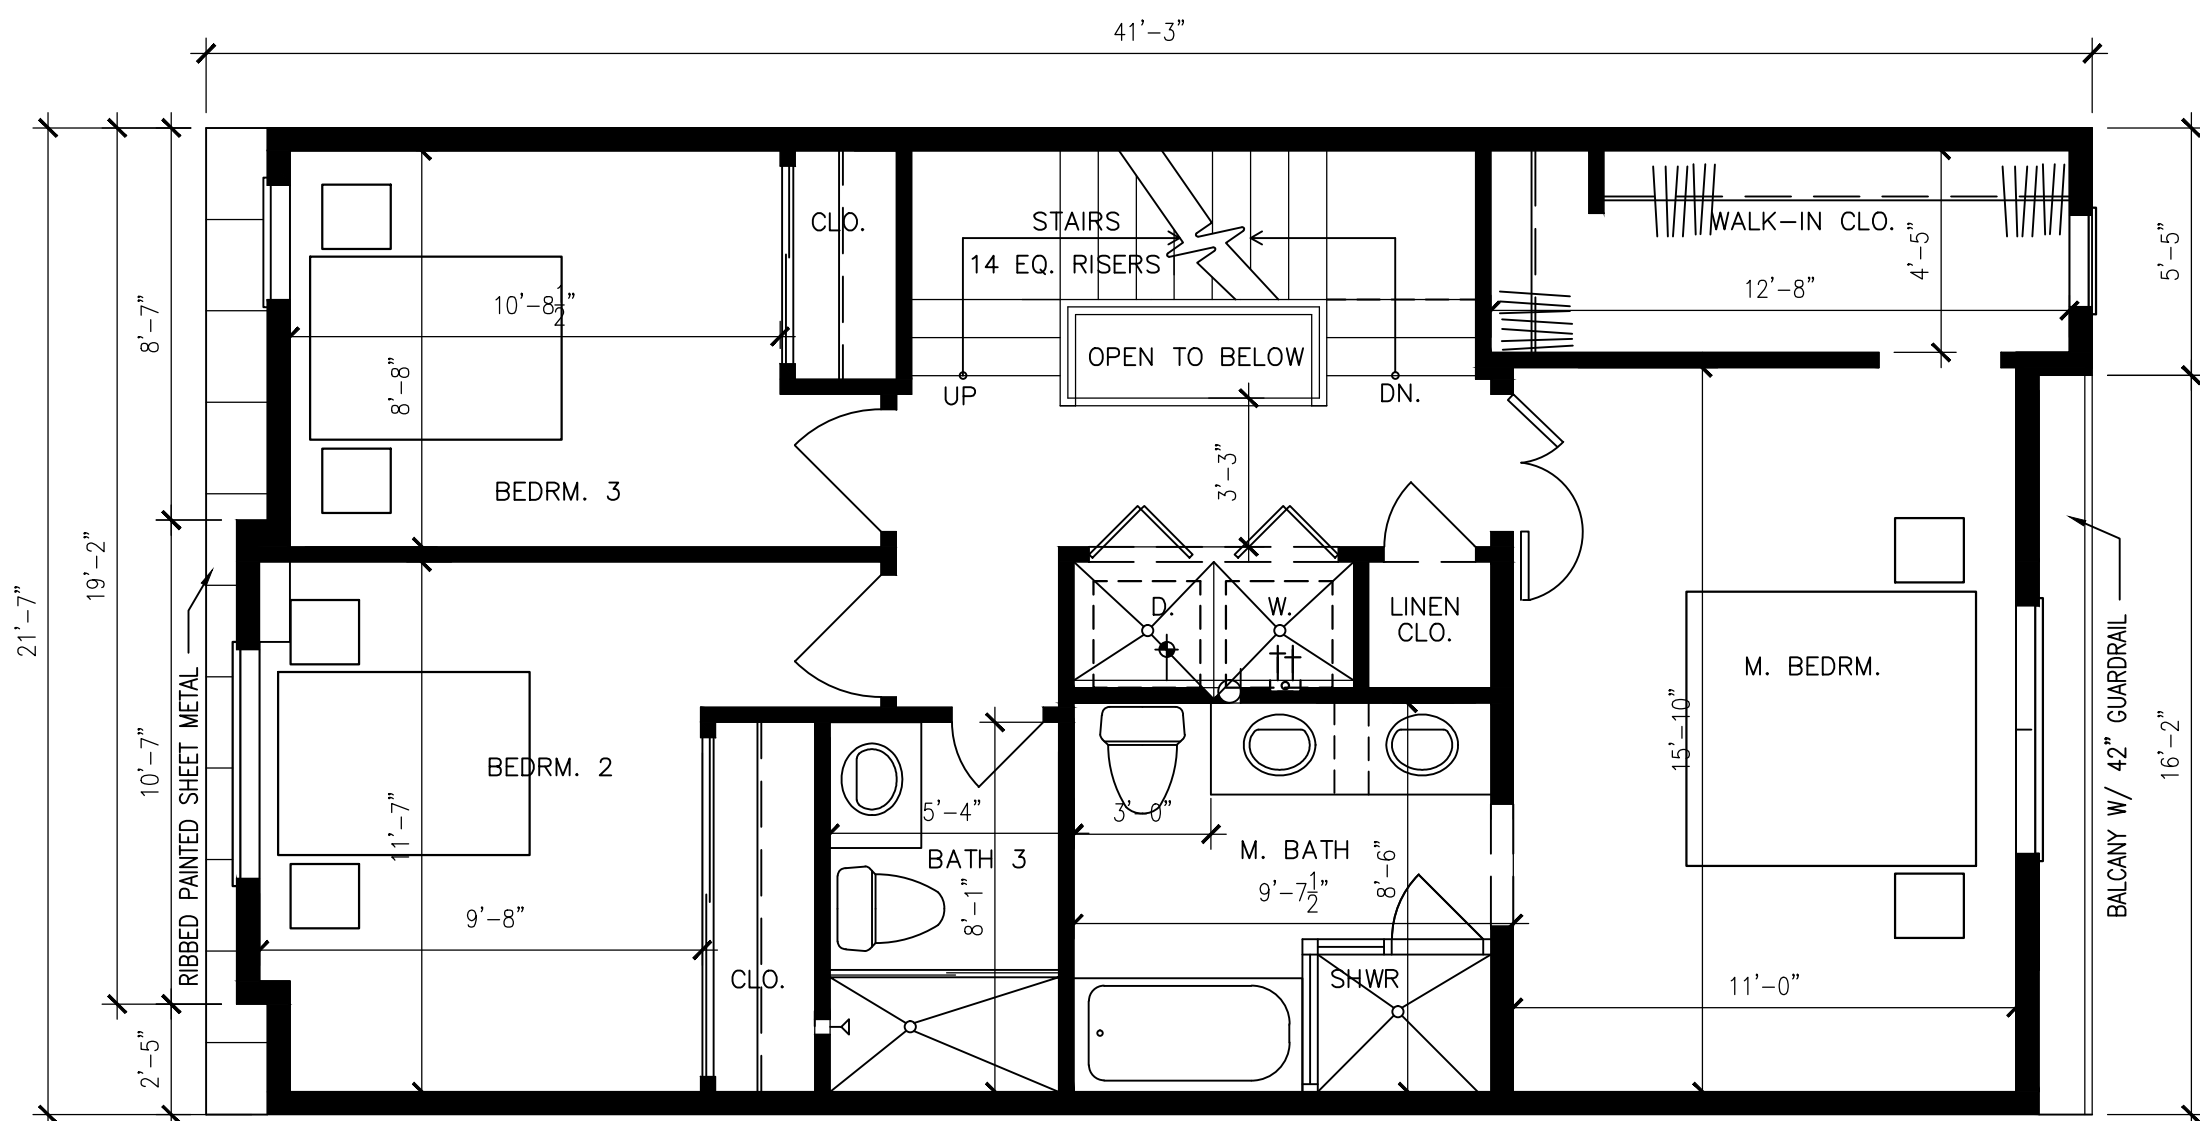 41'-3"
CLO.
STAIRS
14 EQ. RISERS
WALK-IN CLO.
4'-5"
5'-5"
12'-8"
10'-8 1/2"
8'-7"
OPEN TO BELOW
8'-8"
UP
DN.
BEDRM. 3
3'-3"
19'-2"
21'-7"
D.
W.
LINEN
CLO.
M. BEDRM.
15'-10"
BALCANY W/ 42" GUARDRAIL
16'-2"
RIBBED PAINTED SHEET METAL
10'-7"
BEDRM. 2
11'-7"
5'-4"
3'-0"
BATH 3
M. BATH
8'-6"
9'-7 1/2"
8'-1"
9'-8"
CLO.
SHWR
11'-0"
2'-5"